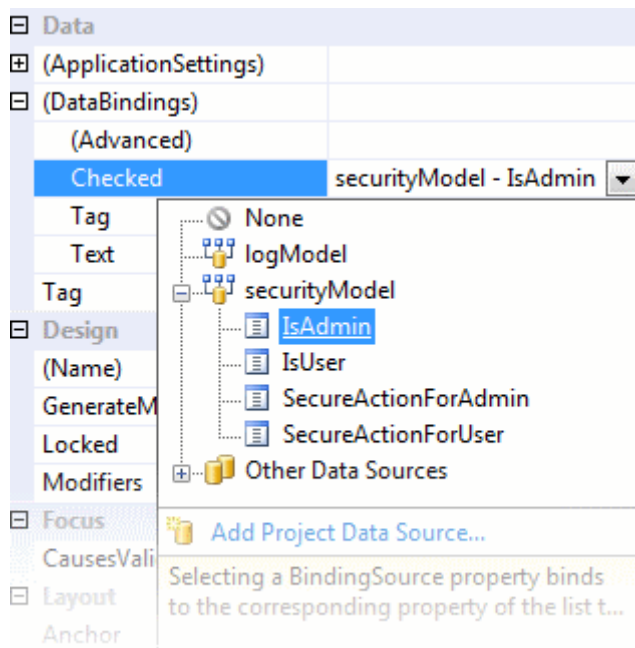 Data
(ApplicationSettings)
(DataBindings)
(Advanced)
Checked securityModel - IsAdmin
Tag None
Text logModel
Tag securityModel
Design IsAdmin
(Name) IsUser
GenerateM SecureActionForAdmin
Locked SecureActionForUser
Modifiers Other Data Sources
Focus Add Project Data Source...
CausesVali Selecting a BindingSource property binds
Layout to the corresponding property of the list t...
Anchor